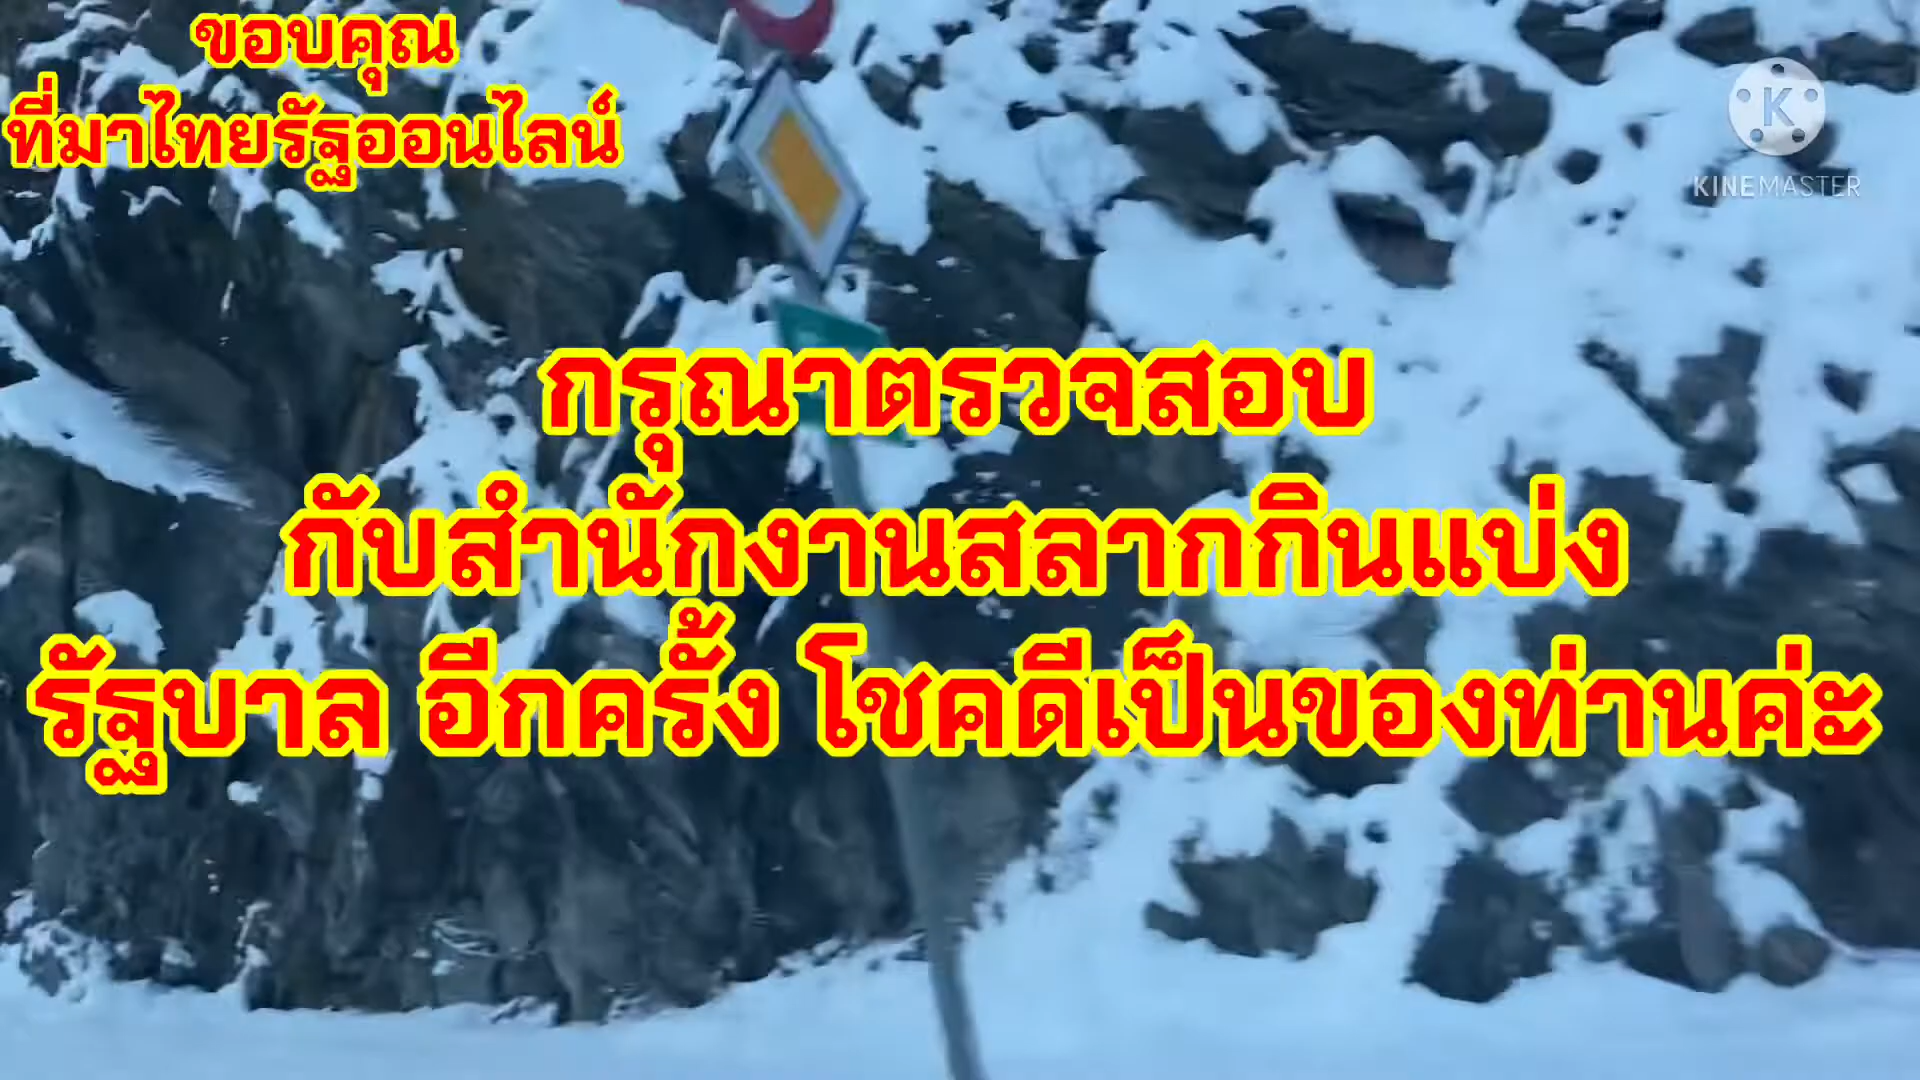 ขอบคุณ
ที่มาไทยรัฐออนไลน์
K
KINEMASTER
กรุณาตรวจสอบ
กับสำนักงานสลากกินแบ่ง
รัฐบาล อีกครั้ง โชคดีเป็นของท่านค่ะ